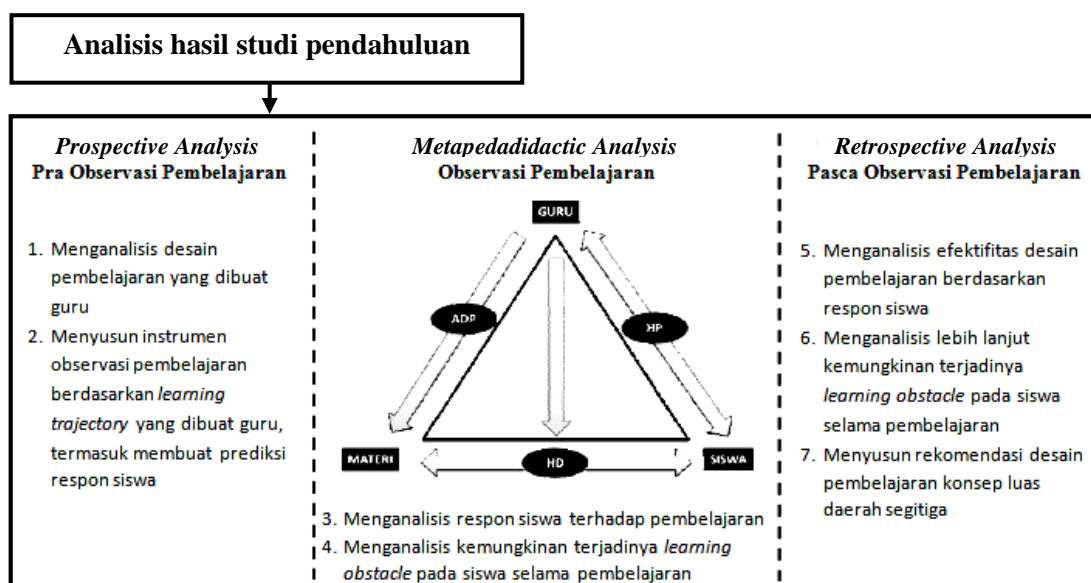 Analisis hasil studi pendahuluan
Prospective Analysis
Pra Observasi Pembelajaran
1. Menganalisis desain
pembelajaran yang dibuat
guru
2. Menyusun instrumen
observasi pembelajaran
berdasarkan learning
trajectory yang dibuat guru,
termasuk membuat prediksi
respon siswa
Metapedadidactic Analysis
Observasi Pembelajaran
GURU
ADP
HP
MATERI
HD
SISWA
3. Menganalisis respon siswa terhadap pembelajaran
4. Menganalisis kemungkinan terjadinya learning
obstacle pada siswa selama pembelajaran
Retrospective Analysis
Pasca Observasi Pembelajaran
5. Menganalisis efektifitas desain
pembelajaran berdasarkan
respon siswa
6. Menganalisis lebih lanjut
kemungkinan terjadinya
learning obstacle pada siswa
selama pembelajaran
7. Menyusun rekomendasi desain
pembelajaran konsep luas
daerah segitiga